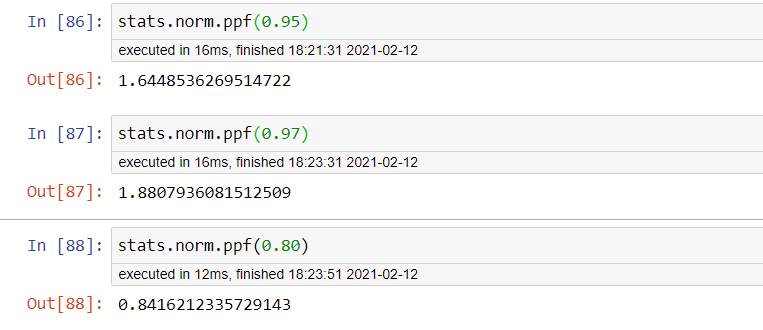 In [86]: stats.norm.ppf(0.95)
executed in 16ms, finished 18:21:31 2021-02-12
Out[86]: 1.6448536269514722
In [87]: stats.norm.ppf(0.97)
executed in 16ms, finished 18:23:31 2021-02-12
Out[87]: 1.8807936081512509
In [88]: stats.norm.ppf(0.80)
executed in 12ms, finished 18:23:51 2021-02-12
Out[88]: 0.8416212335729143